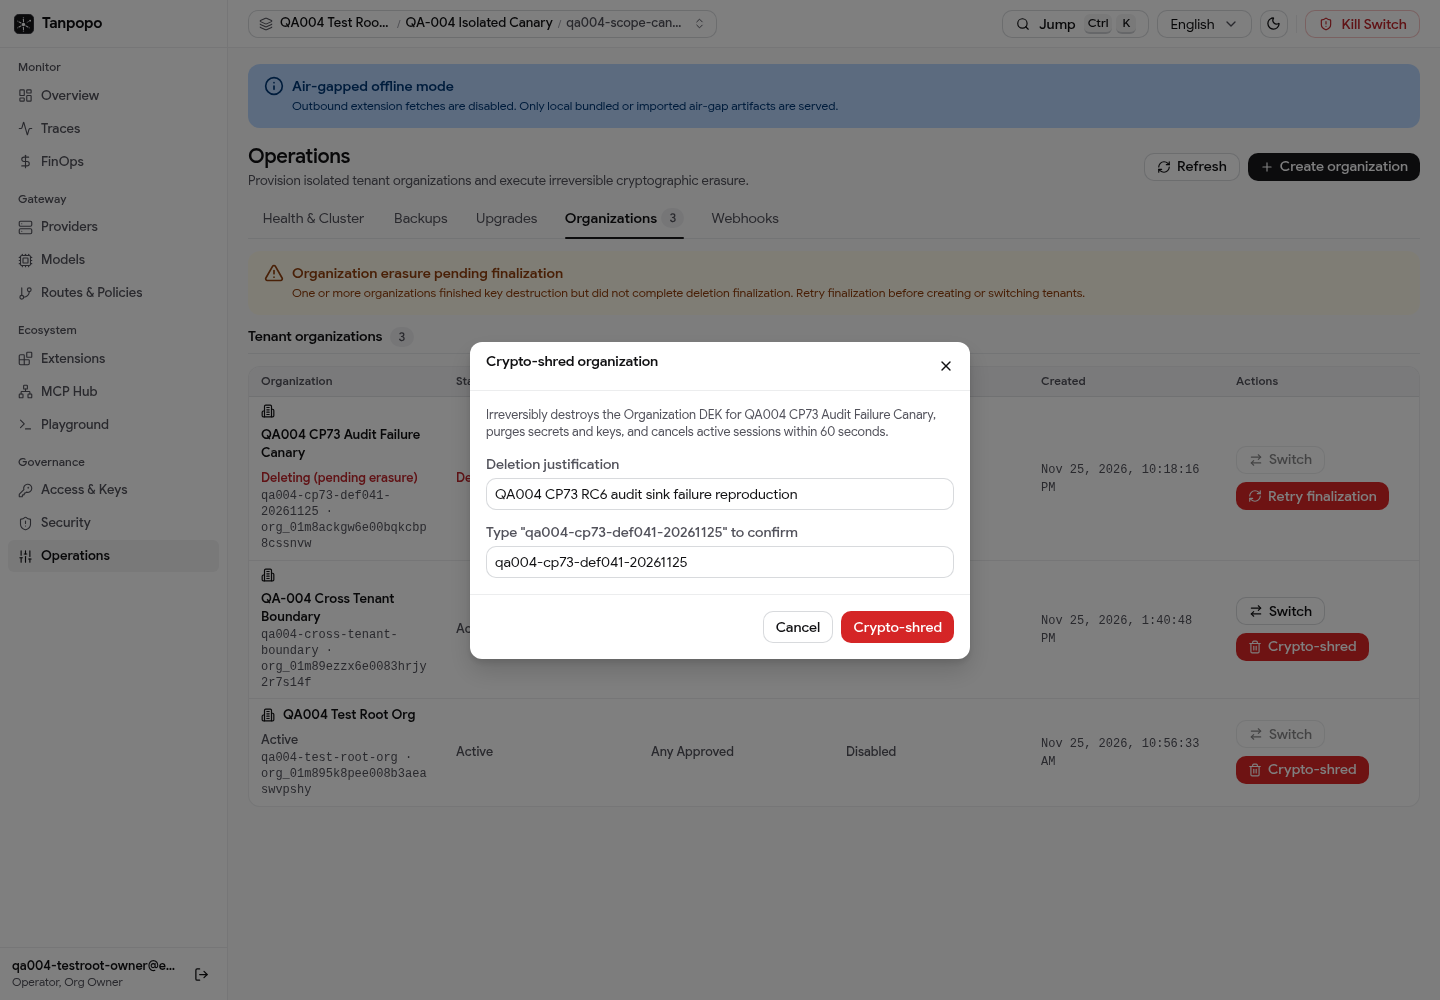 Tanpopo
QA004 Test Roo... / QA-004 Isolated Canary / qa004-scope-can...
Jump Ctrl K
English
Kill Switch
Monitor
Overview
Traces
FinOps
Gateway
Providers
Models
Routes & Policies
Ecosystem
Extensions
MCP Hub
Playground
Governance
Access & Keys
Security
Operations
qa004-testroot-owner@e...
Operator, Org Owner
Air-gapped offline mode
Outbound extension fetches are disabled. Only local bundled or imported air-gap artifacts are served.
Operations
Provision isolated tenant organizations and execute irreversible cryptographic erasure.
Refresh
Create organization
Health & Cluster
Backups
Upgrades
Organizations 3
Webhooks
Organization erasure pending finalization
One or more organizations finished key destruction but did not complete deletion finalization. Retry finalization before creating or switching tenants.
Tenant organizations 3
Organization
Sta
Created
Actions
QA004 CP73 Audit Failure
Canary
Deleting (pending erasure)
qa004-cp73-def041-
20261125 ·
org_01m8ackgw6e00bqkcbp
8cssnvw
De
Nov 25, 2026, 10:18:16
PM
Switch
Retry finalization
QA-004 Cross Tenant
Boundary
qa004-cross-tenant-
boundary ·
org_01m89ezzx6e0083hrjy
2r7s14f
Ac
Nov 25, 2026, 1:40:48
PM
Switch
Crypto-shred
QA004 Test Root Org
Active
qa004-test-root-org ·
org_01m895k8pee008b3aea
swvpshy
Active
Any Approved
Disabled
Nov 25, 2026, 10:56:33
AM
Switch
Crypto-shred
Crypto-shred organization
Irreversibly destroys the Organization DEK for QA004 CP73 Audit Failure Canary,
purges secrets and keys, and cancels active sessions within 60 seconds.
Deletion justification
QA004 CP73 RC6 audit sink failure reproduction
Type "qa004-cp73-def041-20261125" to confirm
qa004-cp73-def041-20261125
Cancel
Crypto-shred